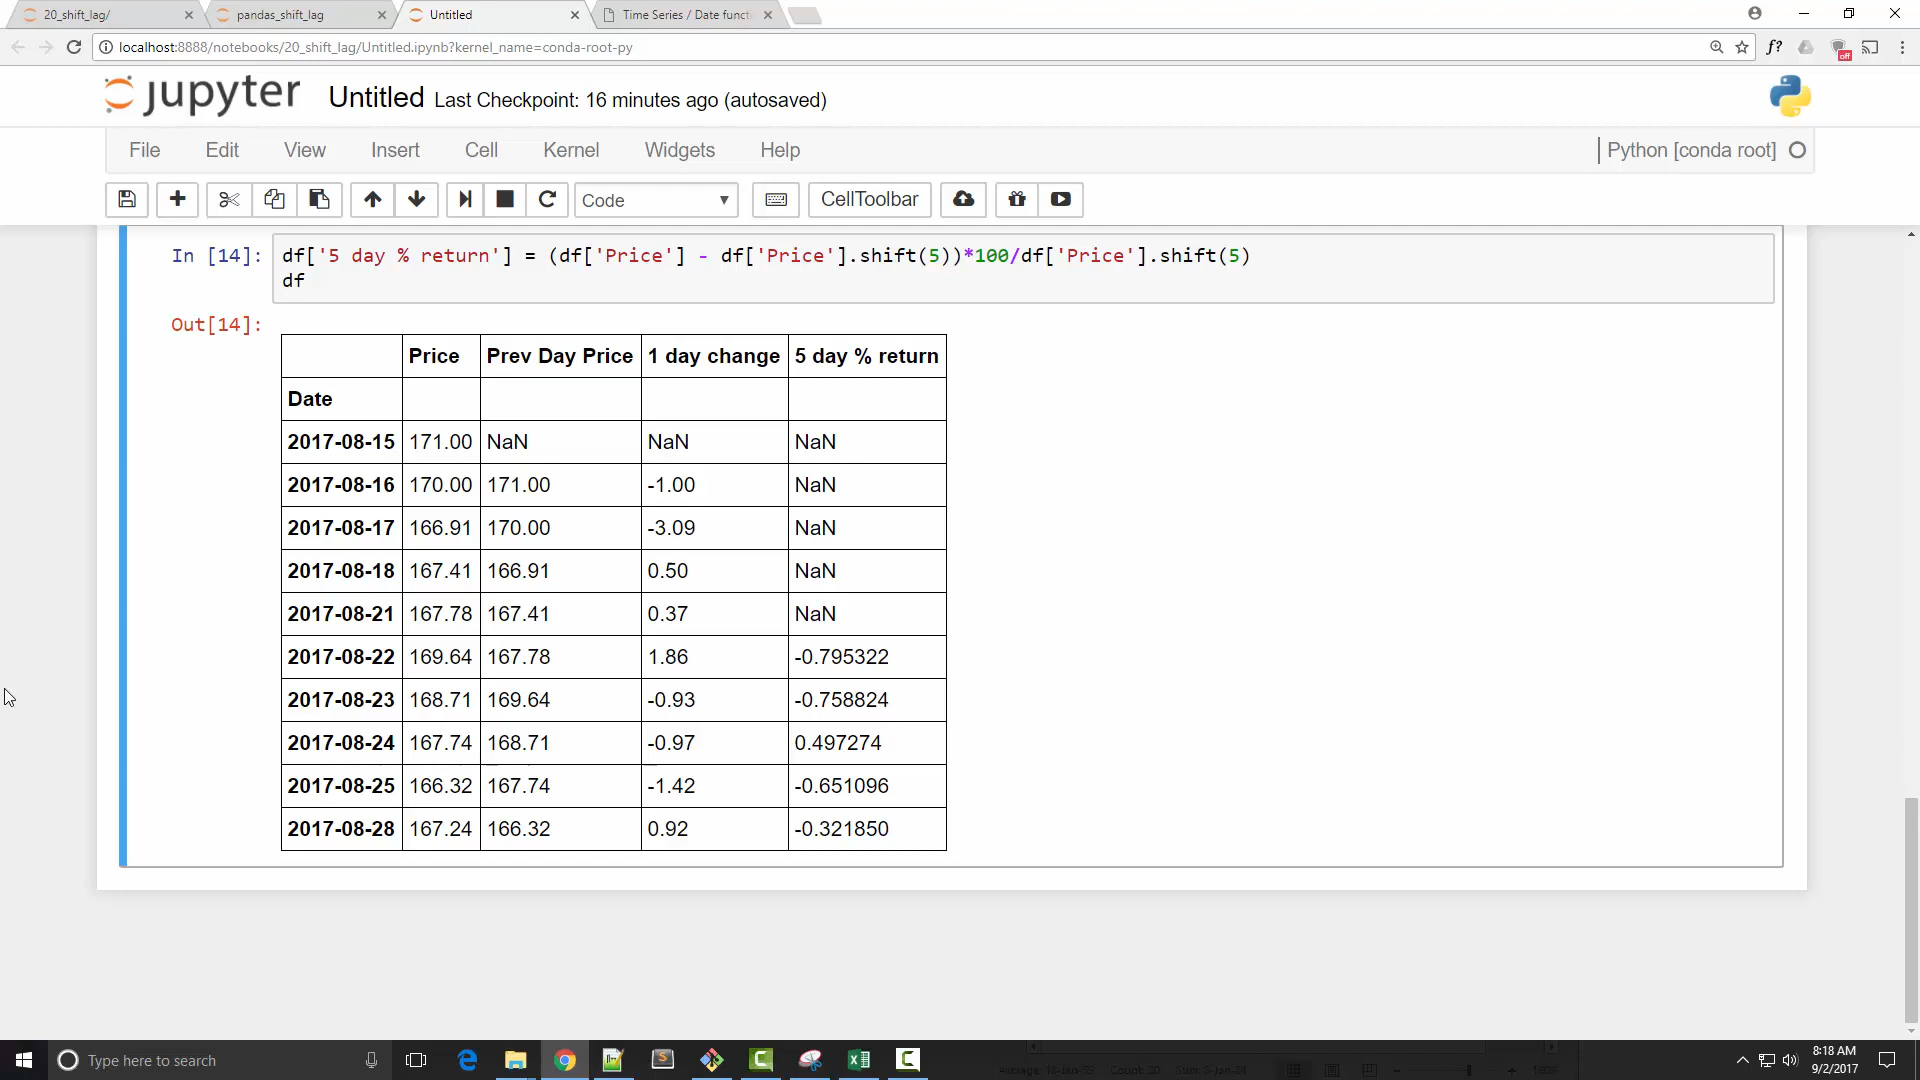 20_shift_lag/
pandas_shift_lag
Untitled
Time Series / Date funct
localhost:8888/notebooks/20_shift_lag/Untitled.ipynb?kernel_name=conda-root-py
f?
off
jupyter Untitled Last Checkpoint: 16 minutes ago (autosaved)
File Edit View Insert Cell Kernel Widgets Help Python [conda root]
Code CellToolbar
In [14]: df['5 day % return'] = (df['Price'] - df['Price'].shift(5))*100/df['Price'].shift(5)
df
Out[14]:
Price Prev Day Price 1 day change 5 day % return
Date
2017-08-15 171.00 NaN NaN NaN
2017-08-16 170.00 171.00 -1.00 NaN
2017-08-17 166.91 170.00 -3.09 NaN
2017-08-18 167.41 166.91 0.50 NaN
2017-08-21 167.78 167.41 0.37 NaN
2017-08-22 169.64 167.78 1.86 -0.795322
2017-08-23 168.71 169.64 -0.93 -0.758824
2017-08-24 167.74 168.71 -0.97 0.497274
2017-08-25 166.32 167.74 -1.42 -0.651096
2017-08-28 167.24 166.32 0.92 -0.321850
Type here to search
8:18 AM
9/2/2017